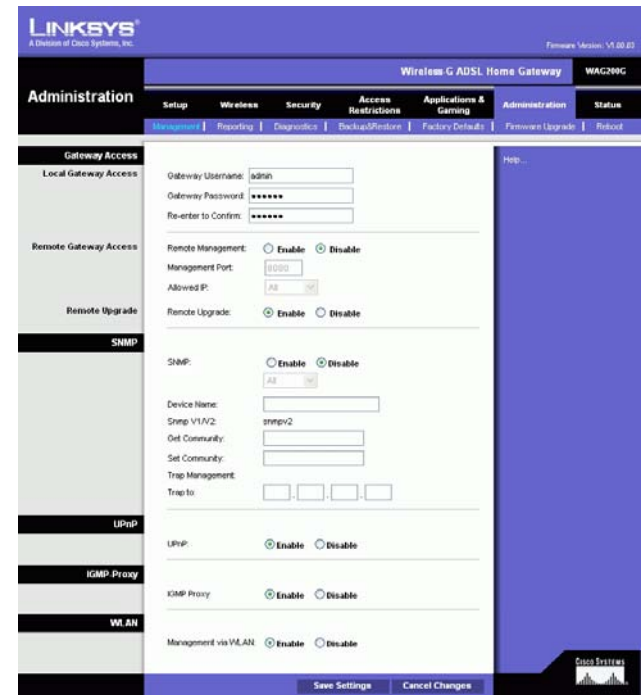 LINKSYS®
A Division of Cisco Systems, Inc.
Firmware Version: V1.00.03
Wireless-G ADSL Home Gateway WAG200G
Administration
Setup Wireless Security Access Restrictions Applications & Gaming Administration Status
Management | Reporting | Diagnostics | Backup&Restore | Factory Defaults | Firmware Upgrade | Reboot
Gateway Access
Help...
Local Gateway Access
Gateway Username: admin
Gateway Password: ••••••
Re-enter to Confirm: ••••••
Remote Gateway Access
Remote Management: Enable Disable
Management Port: 8080
Allowed IP: All
Remote Upgrade
Remote Upgrade: Enable Disable
SNMP
SNMP: Enable Disable
All
Device Name:
Snmp V1/V2: snmpv2
Get Community:
Set Community:
Trap Management:
Trap to: . . .
UPnP
UPnP: Enable Disable
IGMP-Proxy
IGMP Proxy Enable Disable
WLAN
Management via WLAN: Enable Disable
Save Settings Cancel Changes
CISCO SYSTEMS